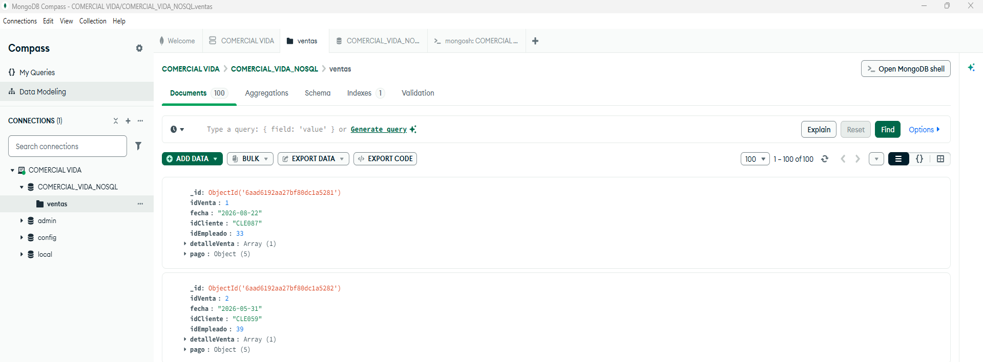 MongoDB Compass - COMERCIAL VIDA/COMERCIAL_VIDA_NOSQL.ventas
Connections Edit View Collection Help
Compass
My Queries
Data Modeling
CONNECTIONS (1)
Search connections
COMERCIAL VIDA
COMERCIAL_VIDA_NOSQL
ventas
admin
config
local
Welcome
COMERCIAL VIDA
ventas
COMERCIAL_VIDA_NO...
mongosh: COMERCIAL ...
COMERCIAL VIDA > COMERCIAL_VIDA_NOSQL > ventas
Open MongoDB shell
Documents 100 Aggregations Schema Indexes 1 Validation
Type a query: { field: 'value' } or Generate query
Explain Reset Find Options
ADD DATA BULK EXPORT DATA EXPORT CODE
100 1 – 100 of 100
_id: ObjectId('6aad6192aa27bf80dc1a5281')
idVenta : 1
fecha : "2026-08-22"
idCliente : "CLE087"
idEmpleado : 33
detalleVenta : Array (1)
pago : Object (5)
_id: ObjectId('6aad6192aa27bf80dc1a5282')
idVenta : 2
fecha : "2026-05-31"
idCliente : "CLE059"
idEmpleado : 39
detalleVenta : Array (1)
pago : Object (5)